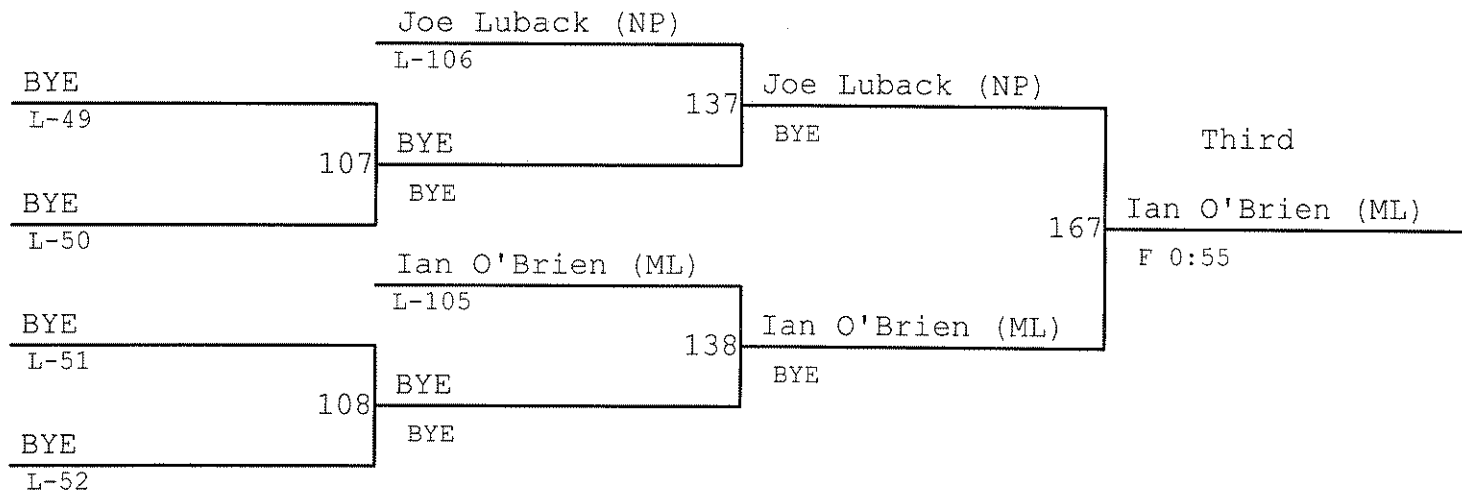 Joe Luback (NP)
L-106
BYE
L-49
137
Joe Luback (NP)
BYE
107
BYE
BYE
BYE
L-50
Third
167
Ian O'Brien (ML)
F 0:55
Ian O'Brien (ML)
L-105
BYE
L-51
138
Ian O'Brien (ML)
BYE
108
BYE
BYE
BYE
L-52